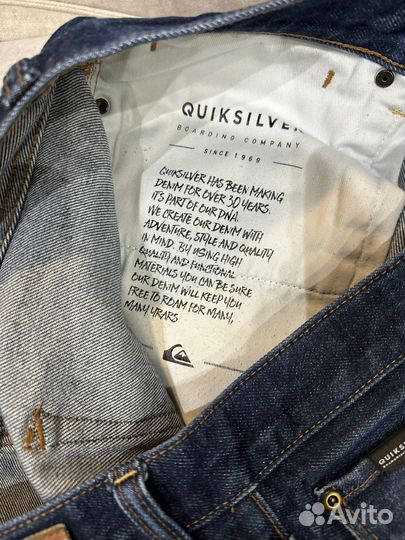 QUIKSILVER
BOARDING COMPANY
SINCE 1969
QUIKSILVER HAS BEEN MAKING
DENIM FOR OVER 30 YEARS.
IT'S PART OF OUR DNA.
WE CREATE OUR DENIM WITH
ADVENTURE, STYLE AND QUALITY
IN MIND. BY USING HIGH
QUALITY AND FUNCTIONAL
MATERIALS YOU CAN BE SURE
OUR DENIM WILL KEEP YOU
FREE TO ROAM FOR MANY,
MANY YRARS
QUIKSILVER
Avito